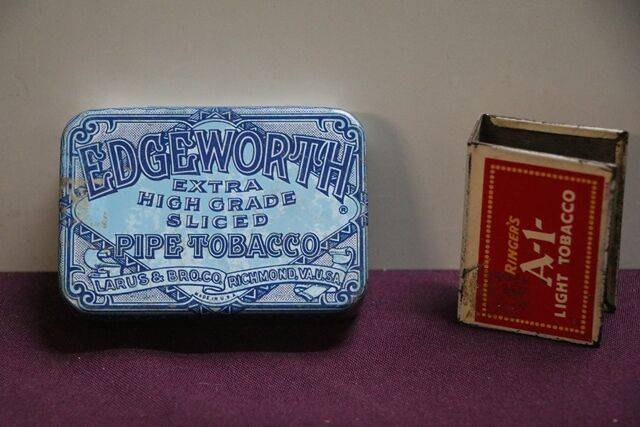 EDGEWORTH
EXTRA
HIGH GRADE
SLICED
®
PIPE TOBACCO
LARUS & BRO.CO. RICHMOND, VA.U.S.A.
MADE IN U.S.A.
RINGER'S
A-1-
LIGHT TOBACCO